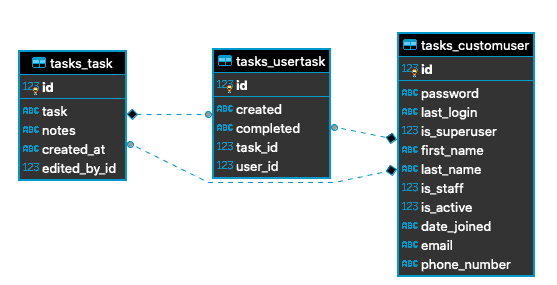 tasks_task
123 id
ABC task
ABC notes
ABC created_at
123 edited_by_id
tasks_usertask
123 id
ABC created
ABC completed
123 task_id
123 user_id
tasks_customuser
123 id
ABC password
ABC last_login
123 is_superuser
ABC first_name
ABC last_name
123 is_staff
123 is_active
ABC date_joined
ABC email
ABC phone_number